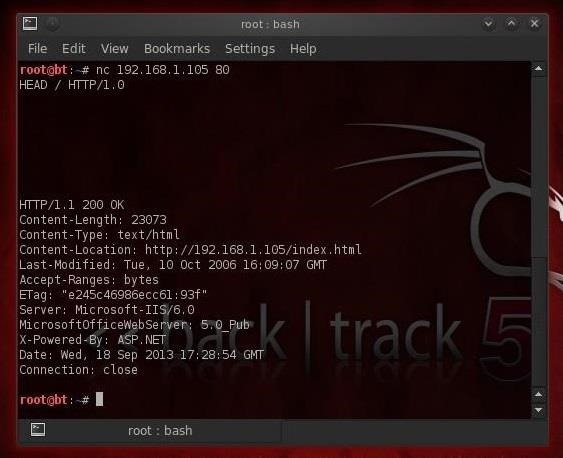 root : bash
File Edit View Bookmarks Settings Help
root@bt:~# nc 192.168.1.105 80
HEAD / HTTP/1.0
HTTP/1.1 200 OK
Content-Length: 23073
Content-Type: text/html
Content-Location: http://192.168.1.105/index.html
Last-Modified: Tue, 10 Oct 2006 16:09:07 GMT
Accept-Ranges: bytes
ETag: "e245c46986ecc61:93f"
Server: Microsoft-IIS/6.0
MicrosoftOfficeWebServer: 5.0_Pub
X-Powered-By: ASP.NET
Date: Wed, 18 Sep 2013 17:28:54 GMT
Connection: close
root@bt:~#
<< back | track 5
root : bash